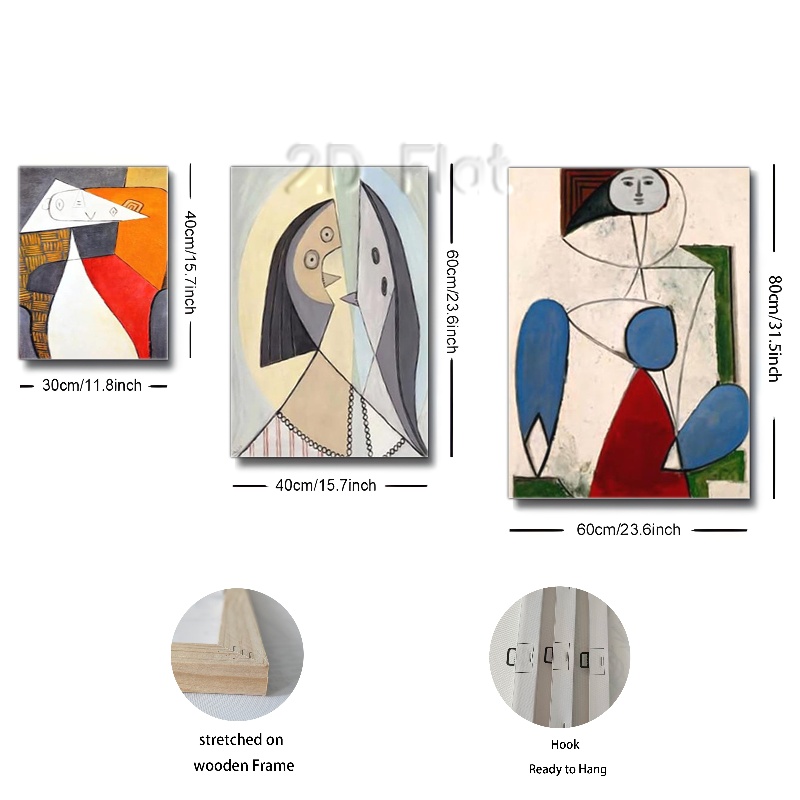 2D Flat
40cm/15.7inch
30cm/11.8inch
60cm/23.6inch
40cm/15.7inch
80cm/31.5inch
60cm/23.6inch
stretched on
wooden Frame
Hook
Ready to Hang